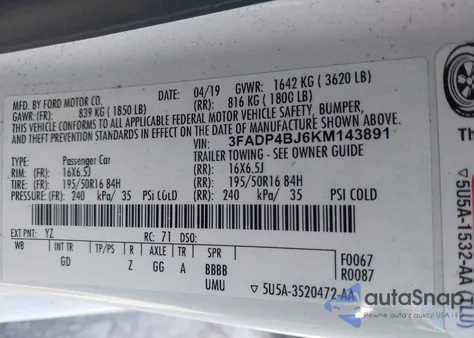 MFD. BY FORD MOTOR CO. 04/19 GVWR: 1642 KG ( 3620 LB)
GAWR: (FR) 839 KG ( 1850 LB) (RR): 816 KG ( 1800 LB)
THIS VEHICLE CONFORMS TO ALL APPLICABLE FEDERAL MOTOR VEHICLE SAFETY, BUMPER,
AND THEFT PREVENTION STANDARDS IN EFFECT ON THE DATE OF MANUFACTURE SHOWN ABOVE.
VIN: 3FADP4BJ6KM143891
TYPE: Passenger Car TRAILER TOWING - SEE OWNER GUIDE
RIM: (FR): 16X6.5J (RR): 16X6.5J
TIRE: (FR): 195/50R16 84H (RR): 195/50R16 84H
PRESSURE: (FR) 240 kPa/ 35 PSI COLD (RR): 240 kPa/ 35 PSI COLD
EXT PNT: YZ RC: 71 DSO:
WB INT TR R AXLE TR SPR
GD Z GG A BBBB
UMU
F0067
R0087
▽5U5A-3520472-AA
▽5U5A-1532-AA
autoSnap
Pewne auto z USA i EU